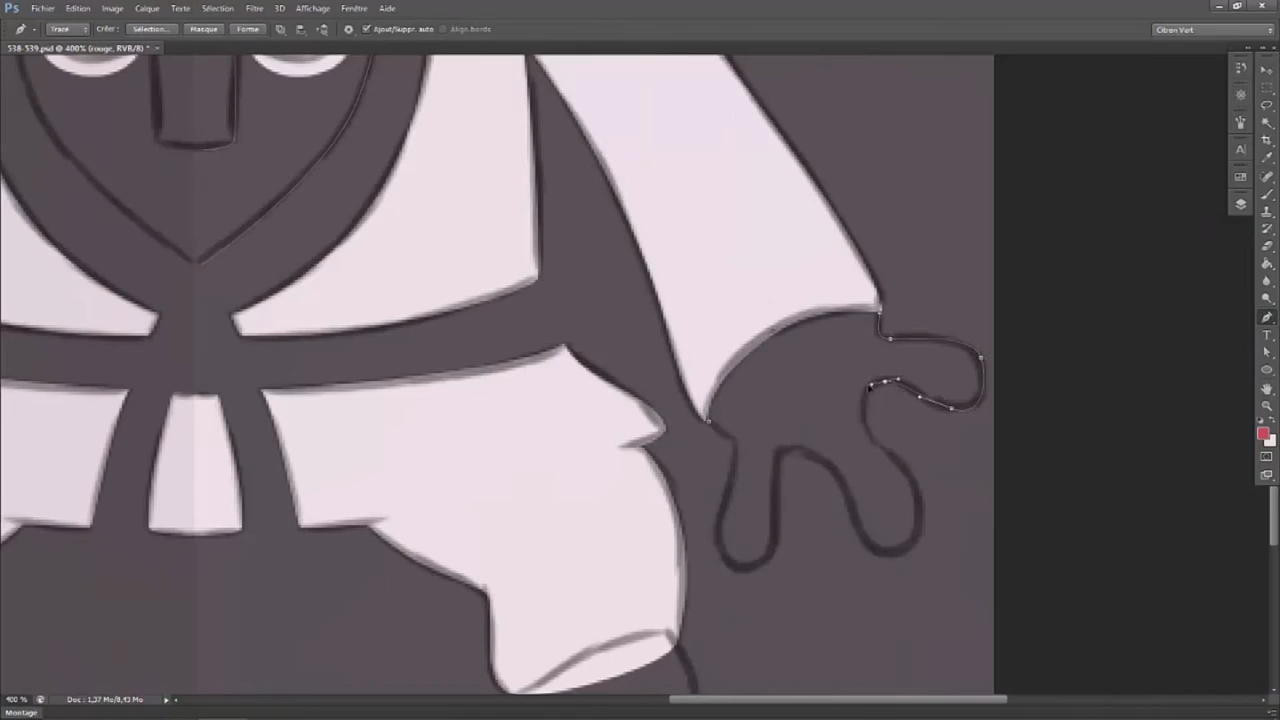 Ps Fichier Edition Image Calque Texte Sélection Filtre 3D Affichage Fenêtre Aide
Tracé Créer : Sélection... Masque Forme Ajout/Suppr. auto Align. bords Citron Vert
538-539.psd @ 400% (rouge, RVB/8) * ×
400 % Doc : 1,37 Mo/8,43 Mo
Montage